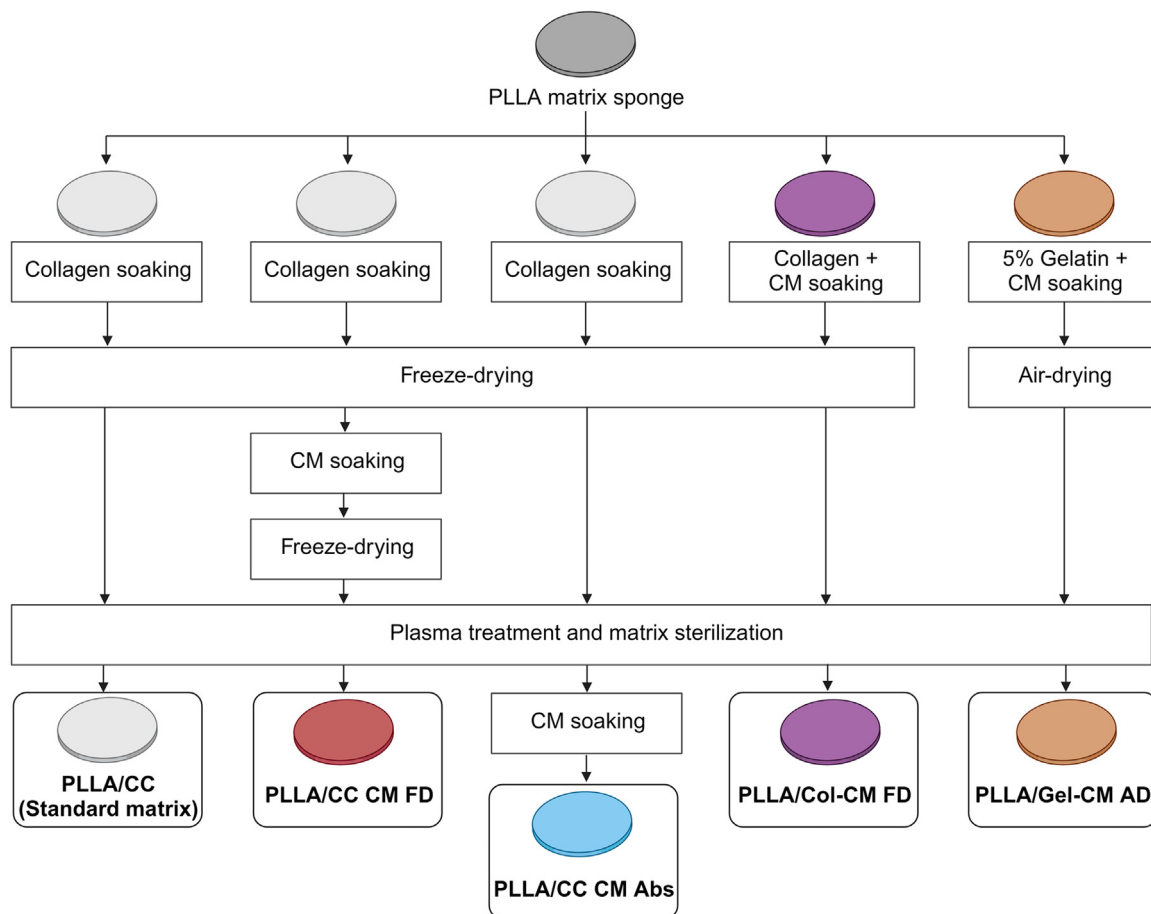 PLLA matrix sponge
Collagen soaking
Collagen soaking
Collagen soaking
Collagen +
CM soaking
5% Gelatin +
CM soaking
Freeze-drying
Air-drying
CM soaking
Freeze-drying
Plasma treatment and matrix sterilization
PLLA/CC
(Standard matrix)
PLLA/CC CM FD
CM soaking
PLLA/CC CM Abs
PLLA/Col-CM FD
PLLA/Gel-CM AD